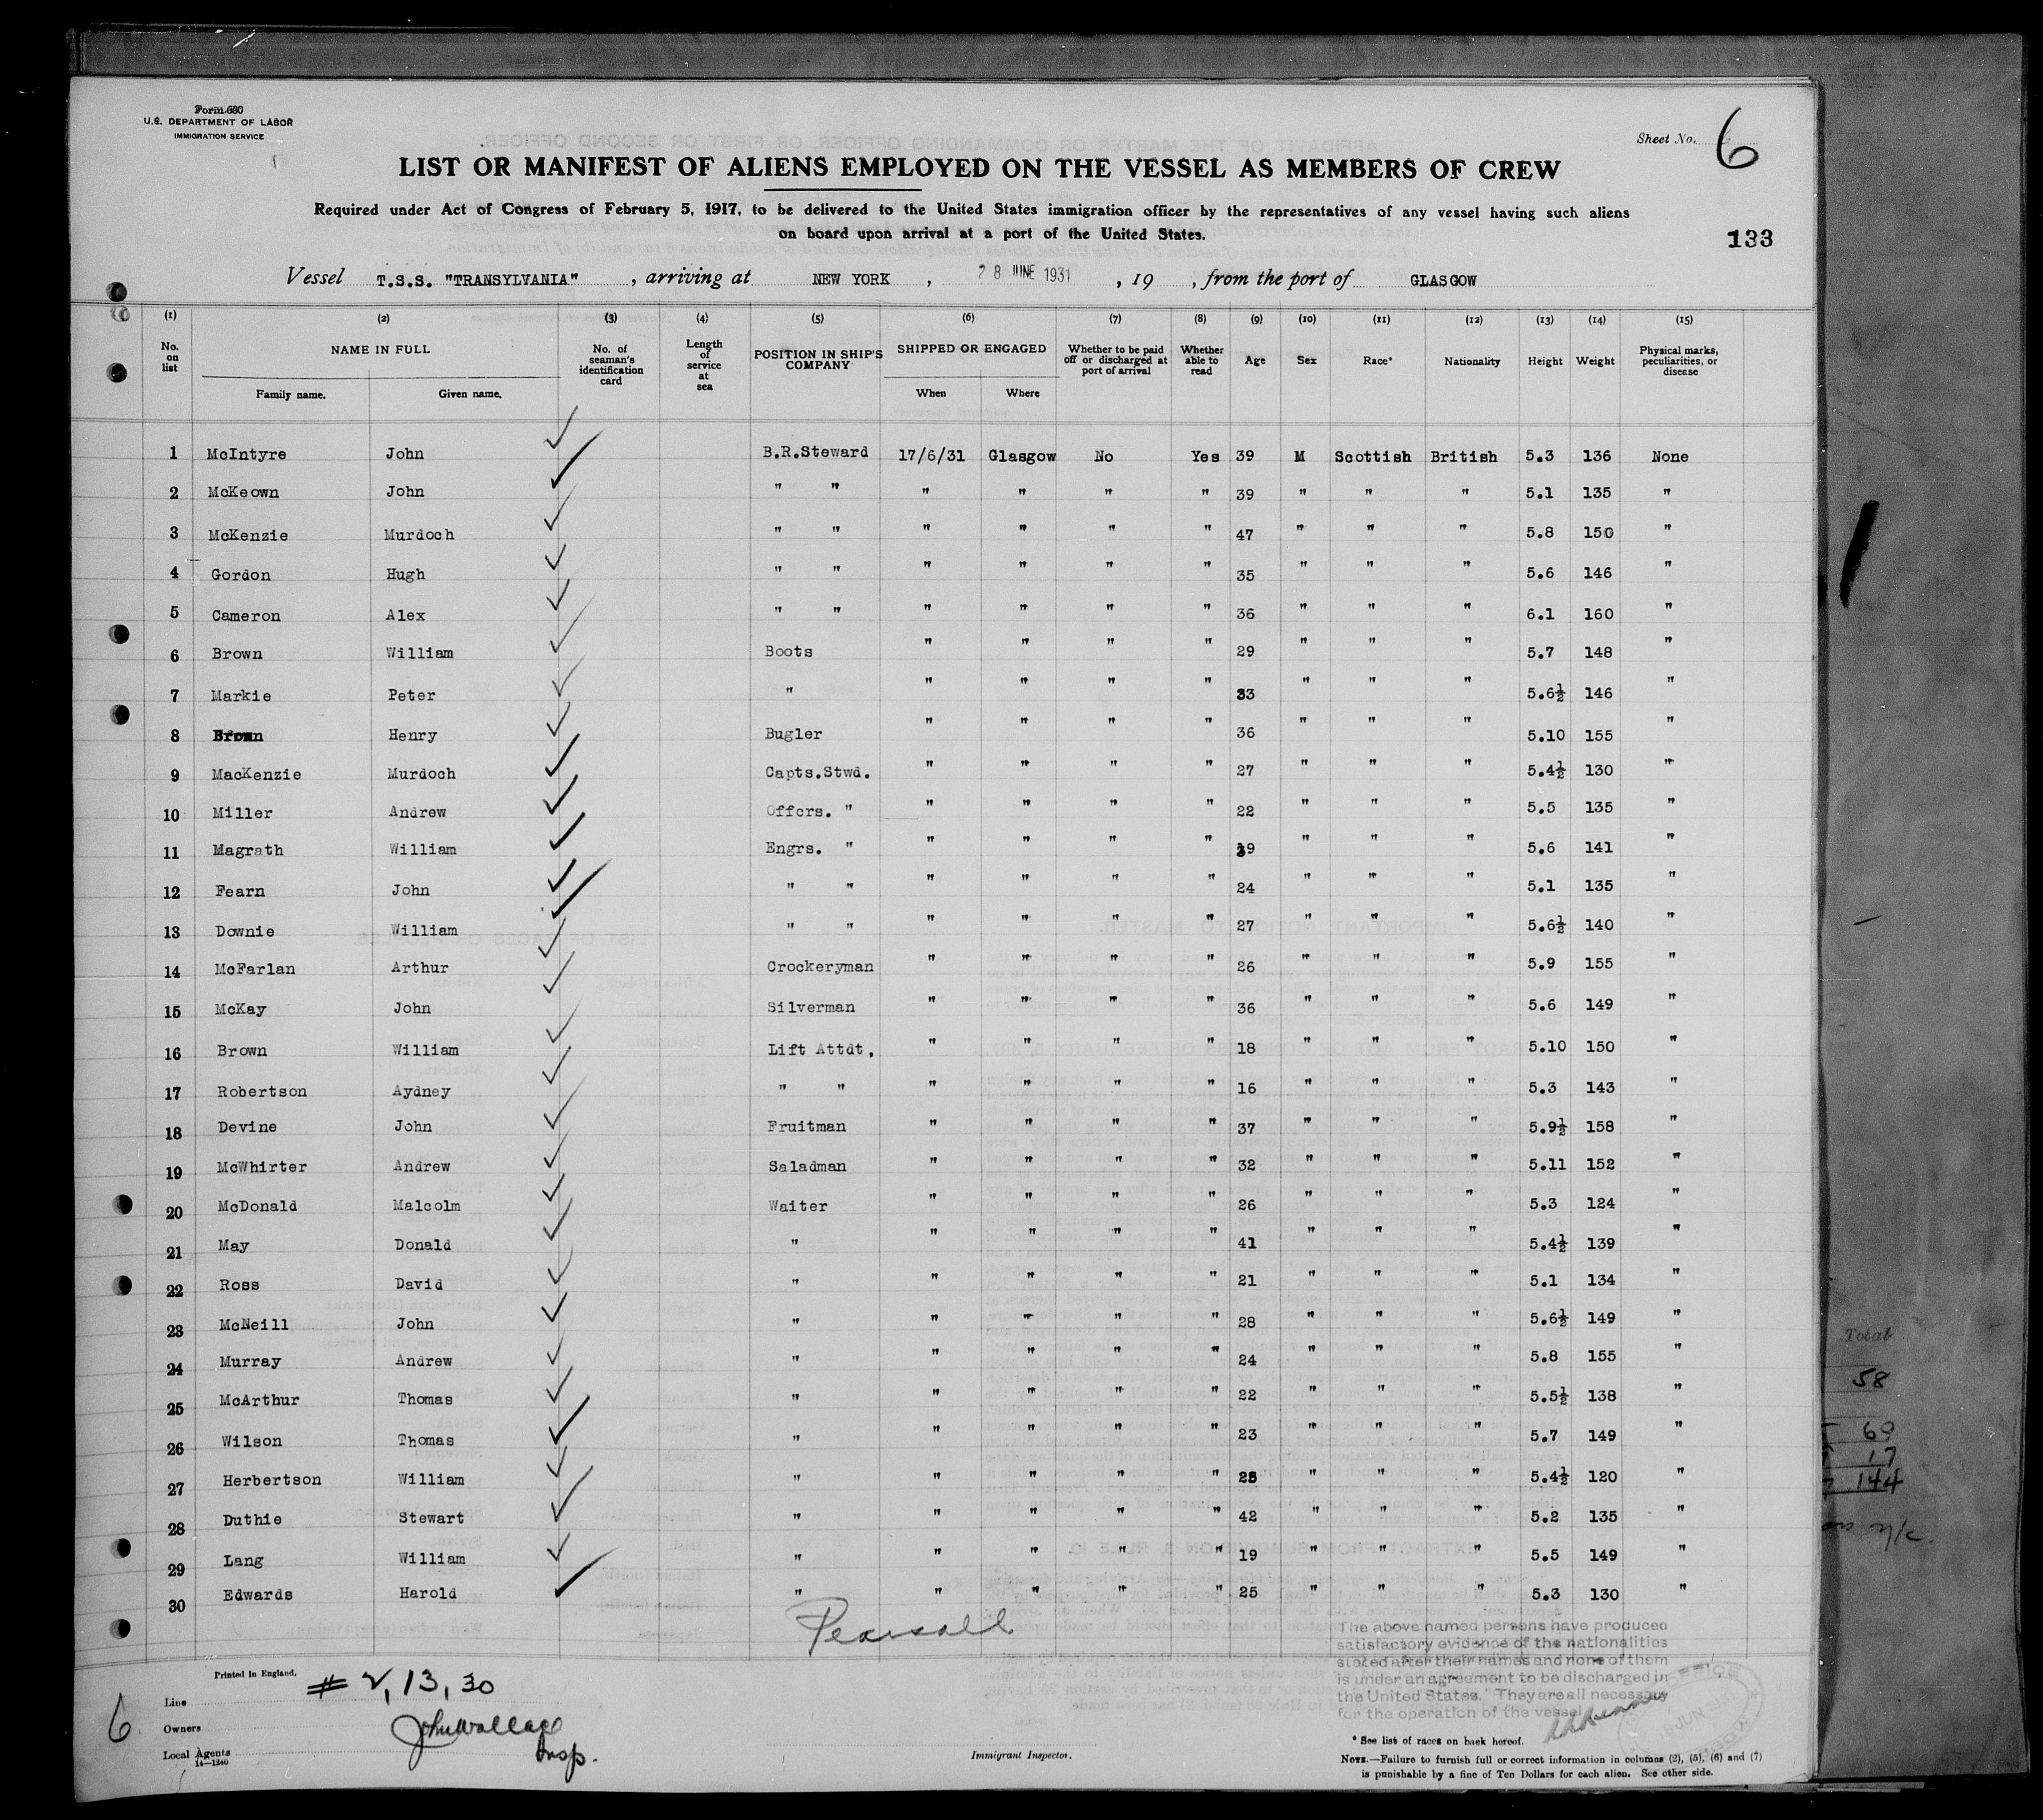 Form 680
U.S. DEPARTMENT OF LABOR
IMMIGRATION SERVICE
Sheet No. 6
LIST OR MANIFEST OF ALIENS EMPLOYED ON THE VESSEL AS MEMBERS OF CREW
Required under Act of Congress of February 5, 1917, to be delivered to the United States immigration officer by the representatives of any vessel having such aliens
on board upon arrival at a port of the United States.
133
Vessel T.S.S. "TRANSYLVANIA" , arriving at NEW YORK , 28 JUNE 1931 , 19 , from the port of GLASGOW
(1) (2) (3) (4) (5) (6) (7) (8) (9) (10) (11) (12) (13) (14) (15)
No. on list NAME IN FULL Family name. Given name. No. of seaman's identification card Length of service at sea POSITION IN SHIP'S COMPANY SHIPPED OR ENGAGED When Where Whether to be paid off or discharged at port of arrival Whether able to read Age Sex Race* Nationality Height Weight Physical marks, peculiarities, or disease
1 McIntyre John B.R.Steward 17/6/31 Glasgow No Yes 39 M Scottish British 5.3 136 None
2 McKeown John " " " " " " 39 " " " 5.1 135 "
3 McKenzie Murdoch " " " " " " 47 " " " 5.8 150 "
4 Gordon Hugh " " " " " " 35 " " " 5.6 146 "
5 Cameron Alex " " " " " " 36 " " " 6.1 160 "
6 Brown William Boots " " " " 29 " " " 5.7 148 "
7 Markie Peter " " " " " 33 " " " 5.6½ 146 "
8 Brown Henry Bugler " " " " 36 " " " 5.10 155 "
9 MacKenzie Murdoch Capts.Stwd. " " " " 27 " " " 5.4½ 130 "
10 Miller Andrew Offcrs. " " " " " 22 " " " 5.5 135 "
11 Magrath William Engrs. " " " " " 39 " " " 5.6 141 "
12 Fearn John " " " " " " 24 " " " 5.1 135 "
13 Downie William " " " " " " 27 " " " 5.6½ 140 "
14 McFarlan Arthur Crockeryman " " " " 26 " " " 5.9 155 "
15 McKay John Silverman " " " " 36 " " " 5.6 149 "
16 Brown William Lift Attdt, " " " " 18 " " " 5.10 150 "
17 Robertson Aydney " " " " " " 16 " " " 5.3 143 "
18 Devine John Fruitman " " " " 37 " " " 5.9½ 158 "
19 McWhirter Andrew Saladman " " " " 32 " " " 5.11 152 "
20 McDonald Malcolm Waiter " " " " 26 " " " 5.3 124 "
21 May Donald " " " " " 41 " " " 5.4½ 139 "
22 Ross David " " " " " 21 " " " 5.1 134 "
23 McNeill John " " " " " 28 " " " 5.6½ 149 "
24 Murray Andrew " " " " " 24 " " " 5.8 155 "
25 McArthur Thomas " " " " " 22 " " " 5.5½ 138 "
26 Wilson Thomas " " " " " 23 " " " 5.7 149 "
27 Herbertson William " " " " " 25 " " " 5.4½ 120 "
28 Duthie Stewart " " " " " 42 " " " 5.2 135 "
29 Lang William " " " " " 19 " " " 5.5 149 "
30 Edwards Harold " " " " " 25 " " " 5.3 130 "
Pearsall
The above named persons have produced
satisfactory evidence of the nationalities
stated after their names and none of them
is under an agreement to be discharged in
the United States. They are all necessary
for the operation of the vessel
Printed in England.
# 2, 13, 30
Line
Owners
Local Agents
14—1240
6
John Wallace
Insp.
Immigrant Inspector.
* See list of races on back hereof.
NOTE.—Failure to furnish full or correct information in columns (2), (5), (6) and (7)
is punishable by a fine of Ten Dollars for each alien. See other side.
Total
58
60
17
144